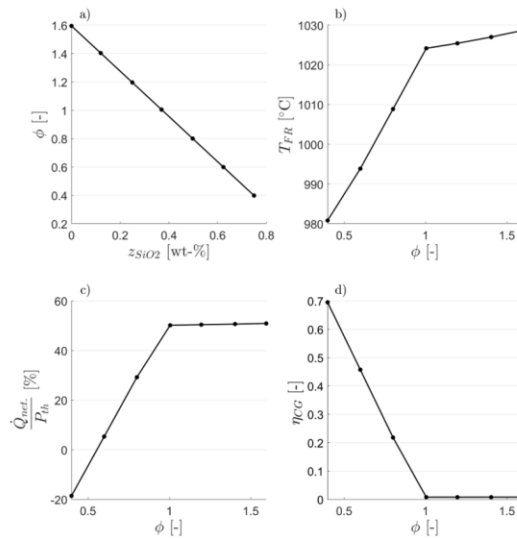 a)
1.6
1.4
1.2
1
0.8
0.6
0.4
0.2
ϕ [-]
0 0.2 0.4 0.6 0.8
z_SiO2 [wt-%]
b)
1030
1020
1010
1000
990
980
T_FR [°C]
0.5 1 1.5
ϕ [-]
c)
60
40
20
0
-20
Q̇_net. / P_th [%]
0.5 1 1.5
ϕ [-]
d)
0.7
0.6
0.5
0.4
0.3
0.2
0.1
0
η_CG [-]
0.5 1 1.5
ϕ [-]